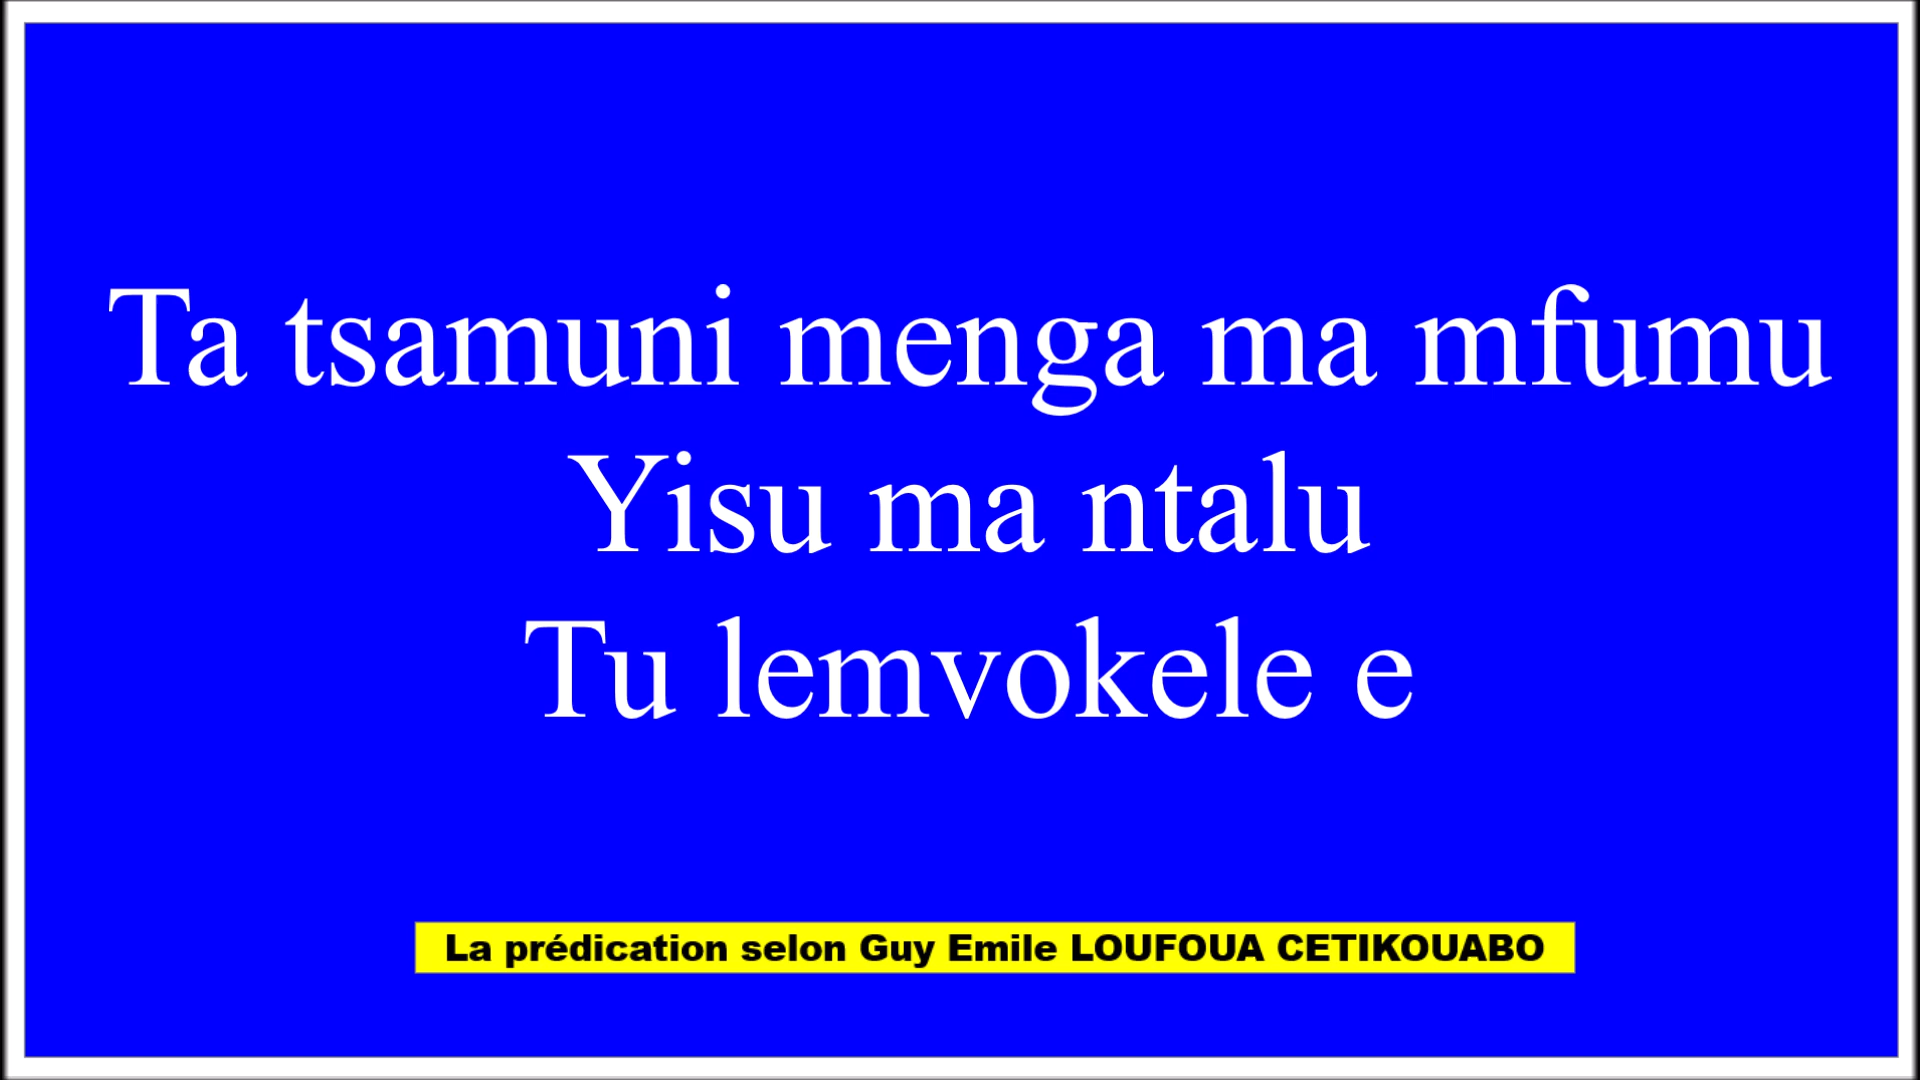 Ta tsamuni menga ma mfumu
Yisu ma ntalu
Tu lemvokele e
La prédication selon Guy Emile LOUFOUA CETIKOUABO